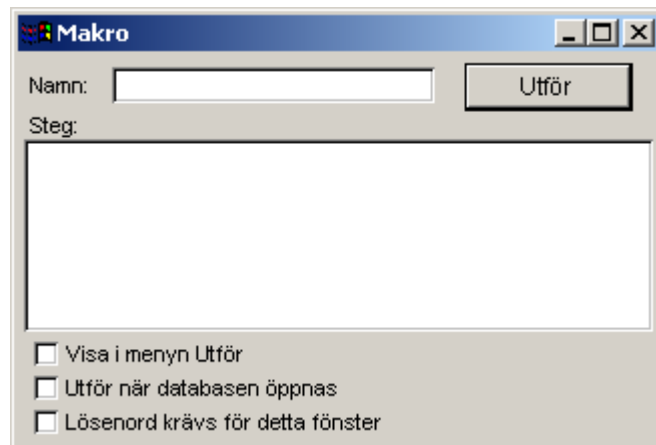 Makro
Namn: Utför
Steg:
Visa i menyn Utför
Utför när databasen öppnas
Lösenord krävs för detta fönster